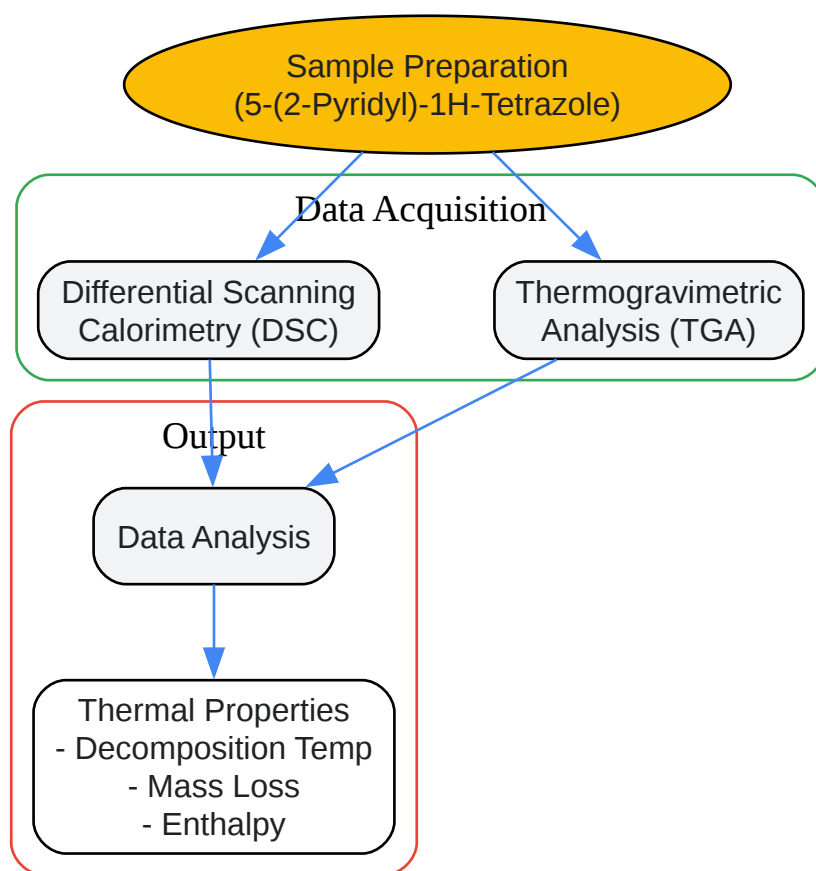 Sample Preparation
(5-(2-Pyridyl)-1H-Tetrazole)
Data Acquisition
Differential Scanning
Calorimetry (DSC)
Thermogravimetric
Analysis (TGA)
Output
Data Analysis
Thermal Properties
- Decomposition Temp
- Mass Loss
- Enthalpy